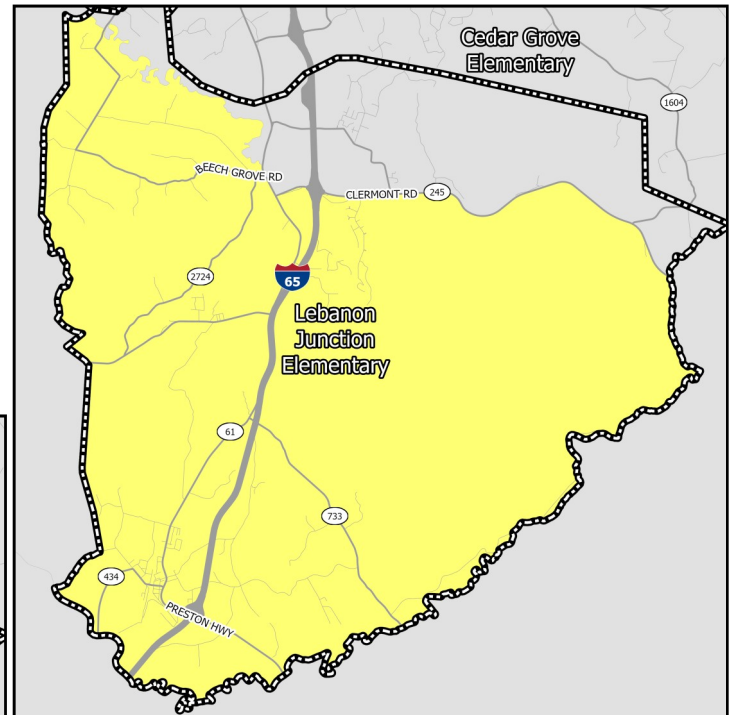 Cedar Grove
Elementary
1604
BEECH GROVE RD
CLERMONT RD
245
2724
65
Lebanon
Junction
Elementary
61
733
434
PRESTON HWY